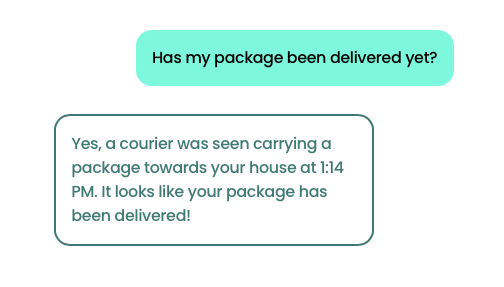 Has my package been delivered yet?
Yes, a courier was seen carrying a
package towards your house at 1:14
PM. It looks like your package has
been delivered!